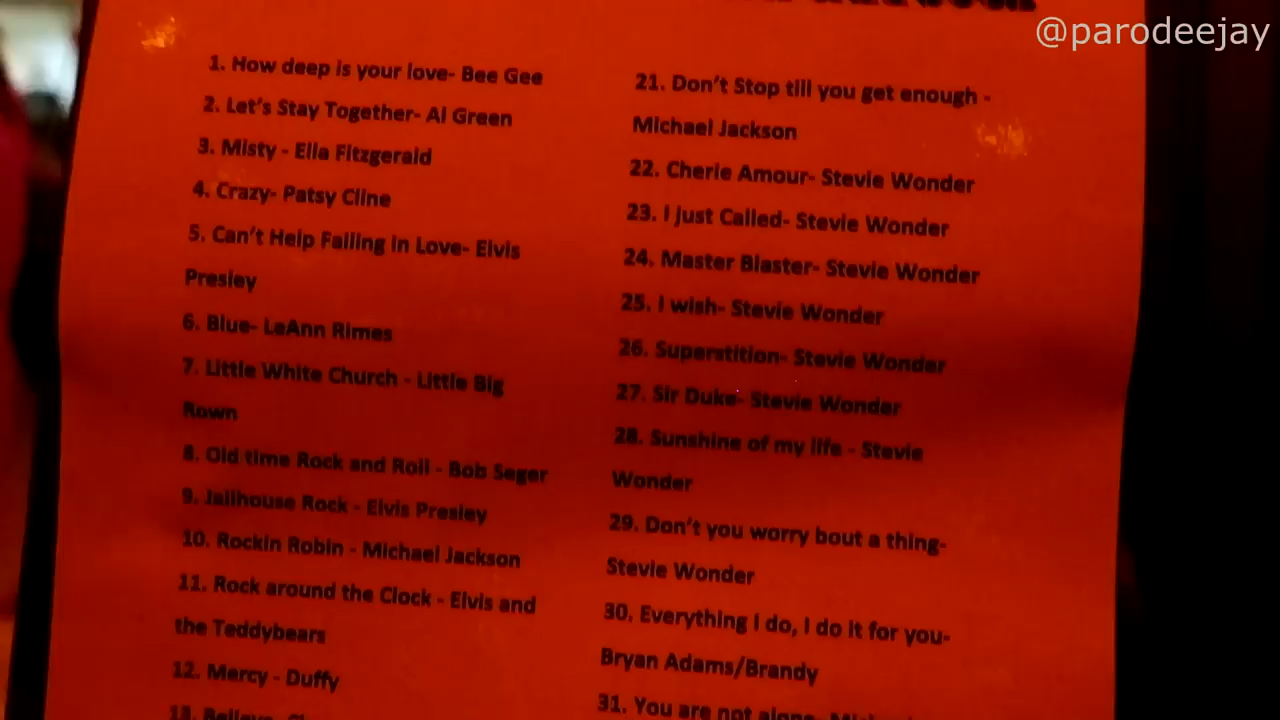 @parodeejay
1. How deep is your love- Bee Gee
2. Let's Stay Together- Al Green
3. Misty - Ella Fitzgerald
4. Crazy- Patsy Cline
5. Can't Help Falling in Love- Elvis
Presley
6. Blue- LeAnn Rimes
7. Little White Church - Little Big
Rown
8. Old time Rock and Roll - Bob Seger
9. Jailhouse Rock - Elvis Presley
10. Rockin Robin - Michael Jackson
11. Rock around the Clock - Elvis and
the Teddybears
12. Mercy - Duffy
13. Believe-
21. Don't Stop till you get enough -
Michael Jackson
22. Cherie Amour- Stevie Wonder
23. I just Called- Stevie Wonder
24. Master Blaster- Stevie Wonder
25. I wish- Stevie Wonder
26. Superstition- Stevie Wonder
27. Sir Duke- Stevie Wonder
28. Sunshine of my life - Stevie
Wonder
29. Don't you worry bout a thing-
Stevie Wonder
30. Everything I do, I do it for you-
Bryan Adams/Brandy
31. You are not alone-